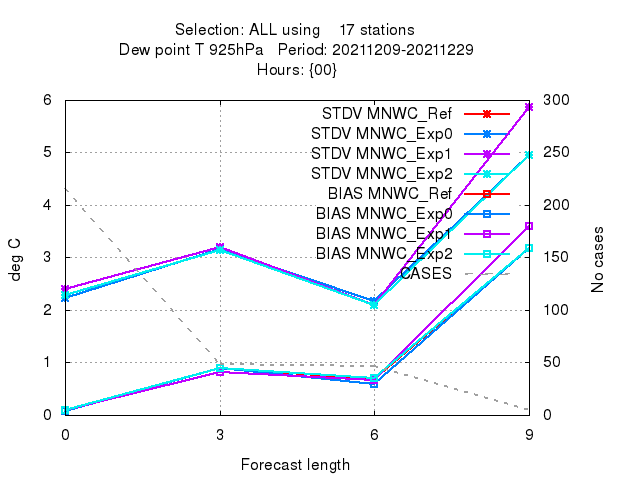 Selection: ALL using    17 stations
Dew point T 925hPa   Period: 20211209-20211229
Hours: {00}
6
5
4
3
2
1
0
300
250
200
150
100
50
0
deg C
No cases
STDV MNWC_Ref
STDV MNWC_Exp0
STDV MNWC_Exp1
STDV MNWC_Exp2
BIAS MNWC_Ref
BIAS MNWC_Exp0
BIAS MNWC_Exp1
BIAS MNWC_Exp2
CASES
0 3 6 9
Forecast length